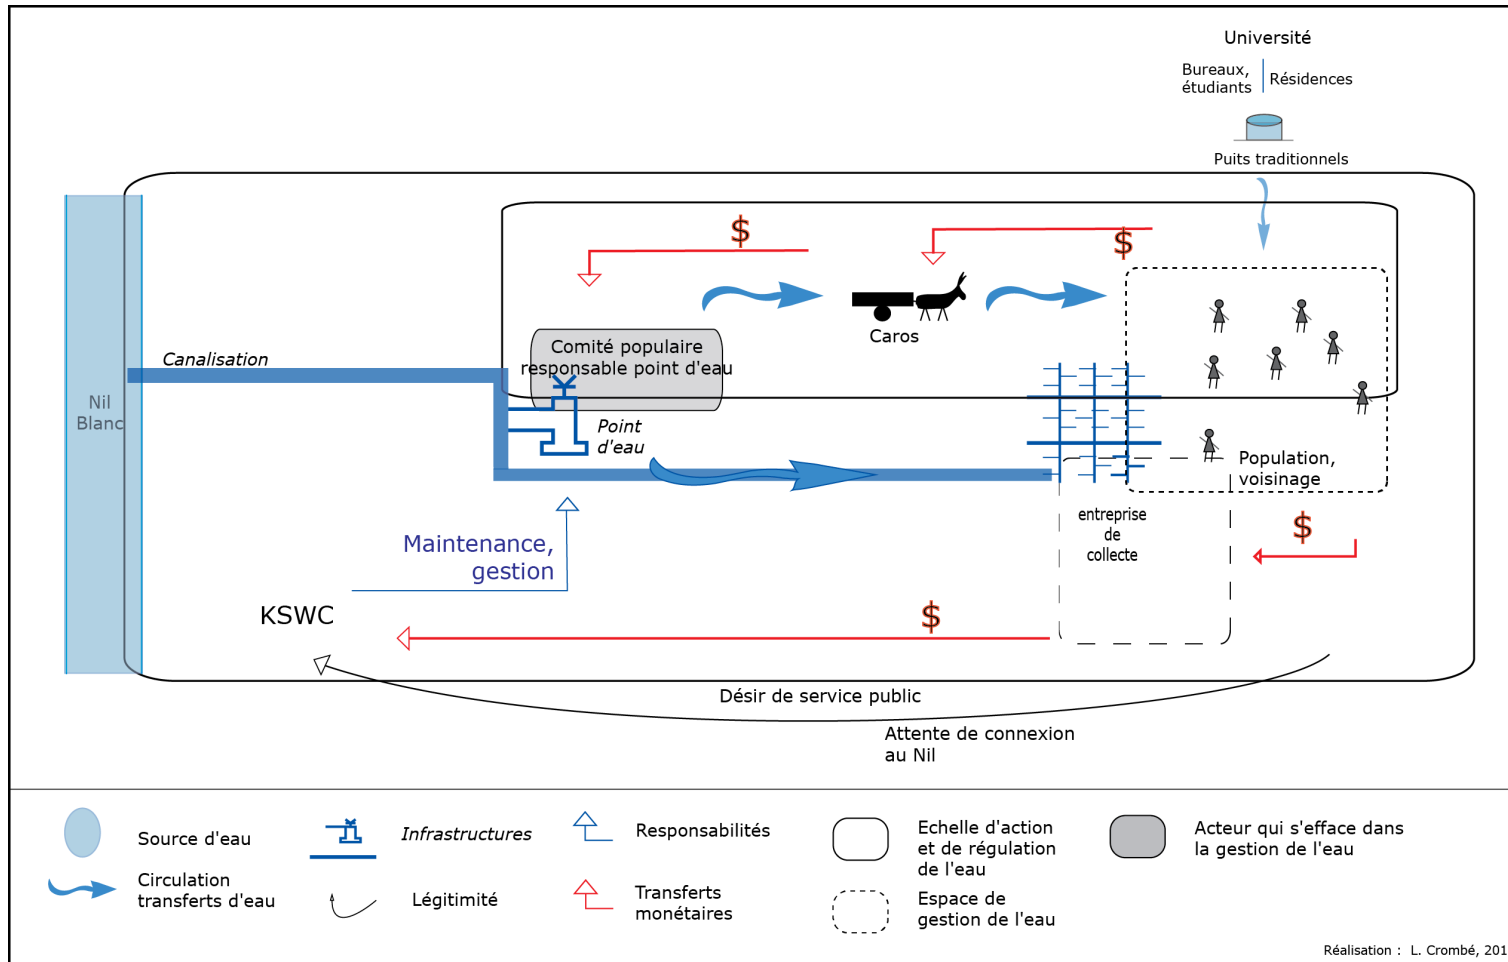 Université
Bureaux,
étudiants
Résidences
Puits traditionnels
$
$
Caros
Comité populaire
responsable point d'eau
Canalisation
Nil
Blanc
Point
d'eau
Population,
voisinage
entreprise
de
collecte
$
Maintenance,
gestion
KSWC
$
Désir de service public
Attente de connexion
au Nil
Source d'eau
Infrastructures
Responsabilités
Echelle d'action
et de régulation
de l'eau
Acteur qui s'efface dans
la gestion de l'eau
Circulation
transferts d'eau
Légitimité
Transferts
monétaires
Espace de
gestion de l'eau
Réalisation : L. Crombé, 201